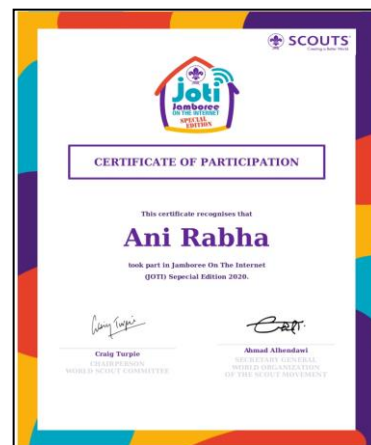 SCOUTS
Creating a Better World
joti
Jamboree
ON THE INTERNET
SPECIAL
EDITION
CERTIFICATE OF PARTICIPATION
This certificate recognises that
Ani Rabha
took part in Jamboree On The Internet
(JOTI) Sepecial Edition 2020.
Craig Turpie
Craig Turpie
CHAIRPERSON
WORLD SCOUT COMMITTEE
Ahmad Alhendawi
SECRETARY GENERAL
WORLD ORGANIZATION
OF THE SCOUT MOVEMENT